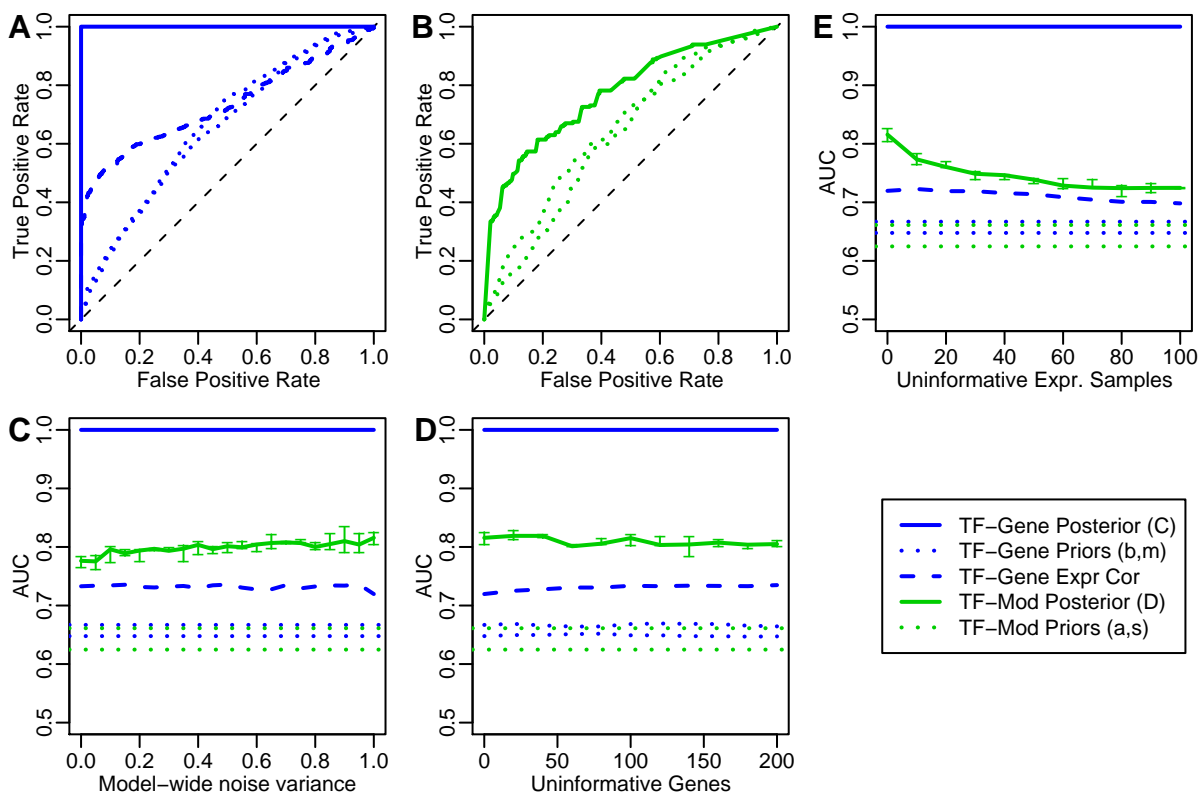 A
True Positive Rate
0.0 0.2 0.4 0.6 0.8 1.0
0.0 0.2 0.4 0.6 0.8 1.0
False Positive Rate
B
True Positive Rate
0.0 0.2 0.4 0.6 0.8 1.0
0.0 0.2 0.4 0.6 0.8 1.0
False Positive Rate
E
AUC
0.5 0.6 0.7 0.8 0.9 1.0
0 20 40 60 80 100
Uninformative Expr. Samples
C
AUC
0.5 0.6 0.7 0.8 0.9 1.0
0.0 0.2 0.4 0.6 0.8 1.0
Model−wide noise variance
D
AUC
0.5 0.6 0.7 0.8 0.9 1.0
0 50 100 150 200
Uninformative Genes
TF−Gene Posterior (C)
TF−Gene Priors (b,m)
TF−Gene Expr Cor
TF−Mod Posterior (D)
TF−Mod Priors (a,s)